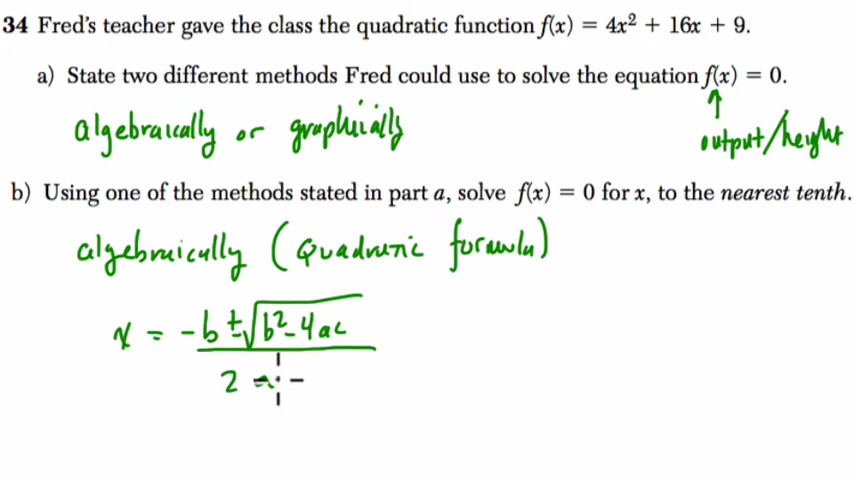 34 Fred's teacher gave the class the quadratic function f(x) = 4x² + 16x + 9.
a) State two different methods Fred could use to solve the equation f(x) = 0.
algebraically or graphically
output/height
b) Using one of the methods stated in part a, solve f(x) = 0 for x, to the nearest tenth.
algebraically (Quadratic formula)
x = -b ± √b² - 4ac
2a